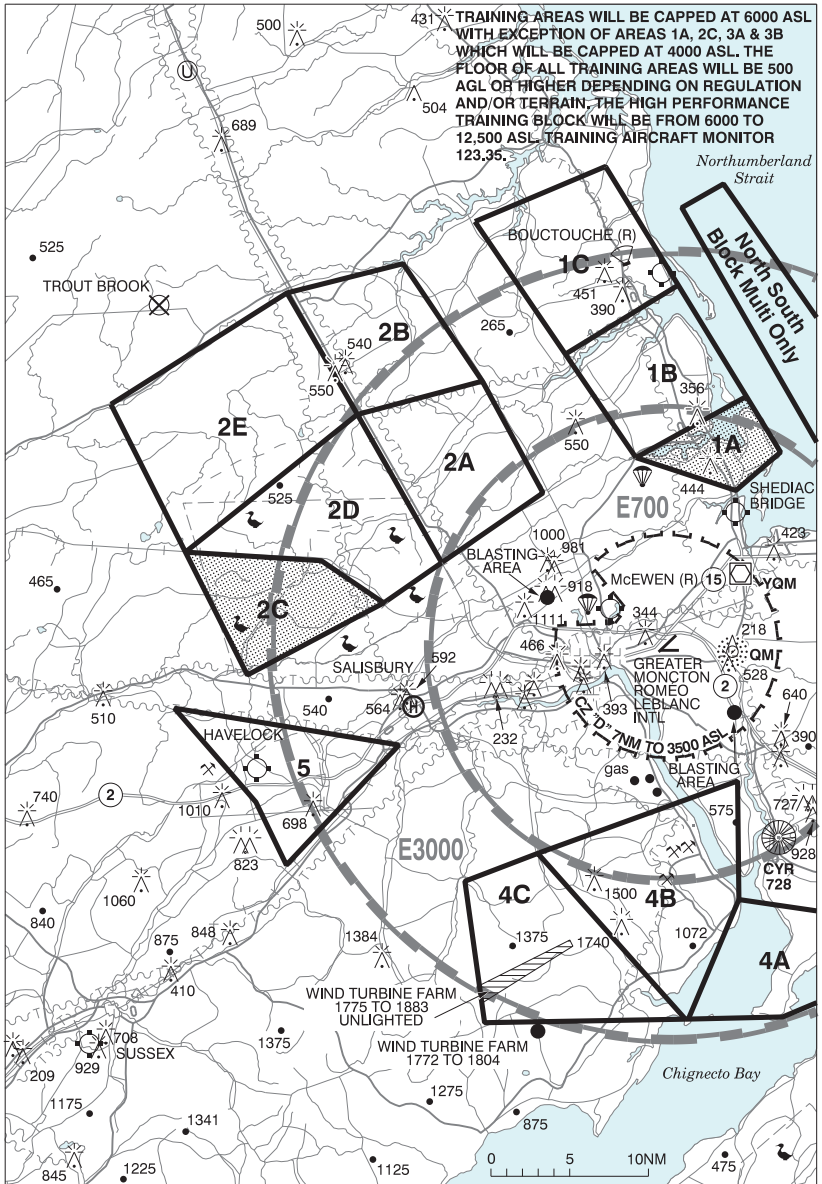 TRAINING AREAS WILL BE CAPPED AT 6000 ASL
WITH EXCEPTION OF AREAS 1A, 2C, 3A & 3B
WHICH WILL BE CAPPED AT 4000 ASL. THE
FLOOR OF ALL TRAINING AREAS WILL BE 500
AGL OR HIGHER DEPENDING ON REGULATION
AND/OR TERRAIN. THE HIGH PERFORMANCE
TRAINING BLOCK WILL BE FROM 6000 TO
12,500 ASL. TRAINING AIRCRAFT MONITOR
123.35.
500
431
U
504
689
Northumberland
Strait
525
TROUT BROOK
BOUCTOUCHE (R)
1C
451
390
North South
Block Multi Only
2B
265
540
550
1B
356
2E
2A
550
1A
444
525
2D
E700
SHEDIAC
BRIDGE
1000
981
BLASTING
AREA
423
465
918
McEWEN (R)
15
YQM
2C
1111
344
218
466
QM
SALISBURY
592
GREATER
MONCTON
ROMEO
LEBLANC
INTL
528
2
510
540
564
H
232
393
640
CZ "D" 7NM TO 3500 ASL
390
HAVELOCK
5
gas
BLASTING
AREA
740
2
1010
698
575
727
823
E3000
928
CYR
728
1060
4C
1500
4B
840
848
875
1384
1375
1740
1072
4A
410
WIND TURBINE FARM
1775 TO 1883
UNLIGHTED
708
SUSSEX
1375
WIND TURBINE FARM
1772 TO 1804
209
929
Chignecto Bay
1275
1175
875
1341
845
1225
1125
475
0 5 10NM